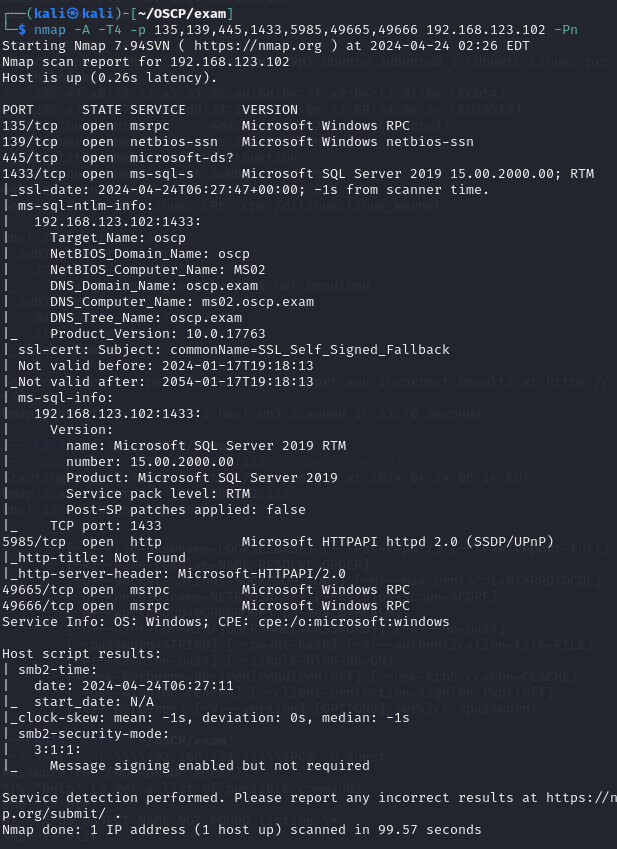 ┌──(kali㉿kali)-[~/OSCP/exam]
└─$ nmap -A -T4 -p 135,139,445,1433,5985,49665,49666 192.168.123.102 -Pn
Starting Nmap 7.94SVN ( https://nmap.org ) at 2024-04-24 02:26 EDT
Nmap scan report for 192.168.123.102
Host is up (0.26s latency).

PORT      STATE SERVICE       VERSION
135/tcp   open  msrpc         Microsoft Windows RPC
139/tcp   open  netbios-ssn   Microsoft Windows netbios-ssn
445/tcp   open  microsoft-ds?
1433/tcp  open  ms-sql-s      Microsoft SQL Server 2019 15.00.2000.00; RTM
|_ssl-date: 2024-04-24T06:27:47+00:00; -1s from scanner time.
| ms-sql-ntlm-info:
|   192.168.123.102:1433:
|     Target_Name: oscp
|     NetBIOS_Domain_Name: oscp
|     NetBIOS_Computer_Name: MS02
|     DNS_Domain_Name: oscp.exam
|     DNS_Computer_Name: ms02.oscp.exam
|     DNS_Tree_Name: oscp.exam
|_    Product_Version: 10.0.17763
| ssl-cert: Subject: commonName=SSL_Self_Signed_Fallback
| Not valid before: 2024-01-17T19:18:13
|_Not valid after:  2054-01-17T19:18:13
| ms-sql-info:
|   192.168.123.102:1433:
|     Version:
|       name: Microsoft SQL Server 2019 RTM
|       number: 15.00.2000.00
|       Product: Microsoft SQL Server 2019
|       Service pack level: RTM
|       Post-SP patches applied: false
|_    TCP port: 1433
5985/tcp  open  http          Microsoft HTTPAPI httpd 2.0 (SSDP/UPnP)
|_http-title: Not Found
|_http-server-header: Microsoft-HTTPAPI/2.0
49665/tcp open  msrpc         Microsoft Windows RPC
49666/tcp open  msrpc         Microsoft Windows RPC
Service Info: OS: Windows; CPE: cpe:/o:microsoft:windows

Host script results:
| smb2-time:
|   date: 2024-04-24T06:27:11
|_  start_date: N/A
|_clock-skew: mean: -1s, deviation: 0s, median: -1s
| smb2-security-mode:
|   3:1:1:
|_    Message signing enabled but not required

Service detection performed. Please report any incorrect results at https://n
p.org/submit/ .
Nmap done: 1 IP address (1 host up) scanned in 99.57 seconds